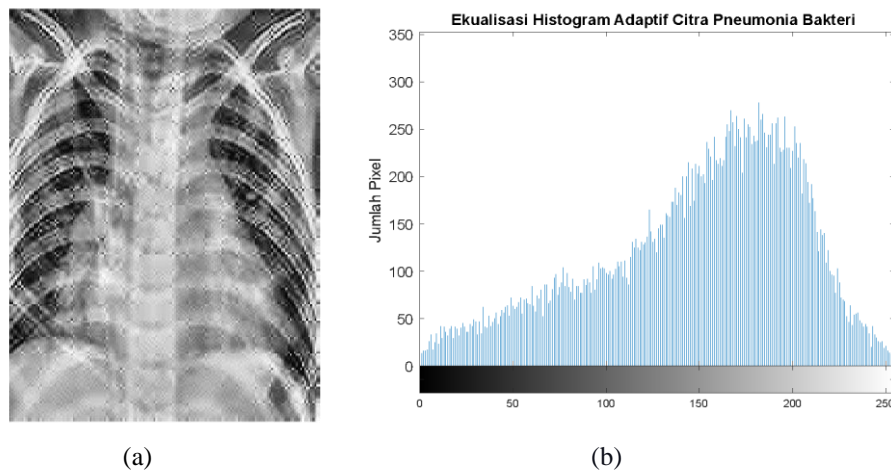 Ekualisasi Histogram Adaptif Citra Pneumonia Bakteri
350
300
250
200
150
100
50
0
Jumlah Pixel
0 50 100 150 200 250
(a) (b)